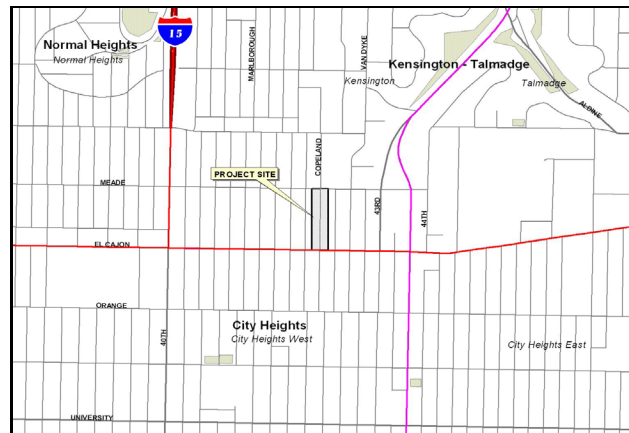 Normal Heights
Normal Heights
15
MARLBOROUGH
VAN DYKE
Kensington - Talmadge
Kensington
Talmadge
ALDINE
COPELAND
PROJECT SITE
MEADE
43RD
44TH
EL CAJON
ORANGE
40TH
City Heights
City Heights West
City Heights East
UNIVERSITY